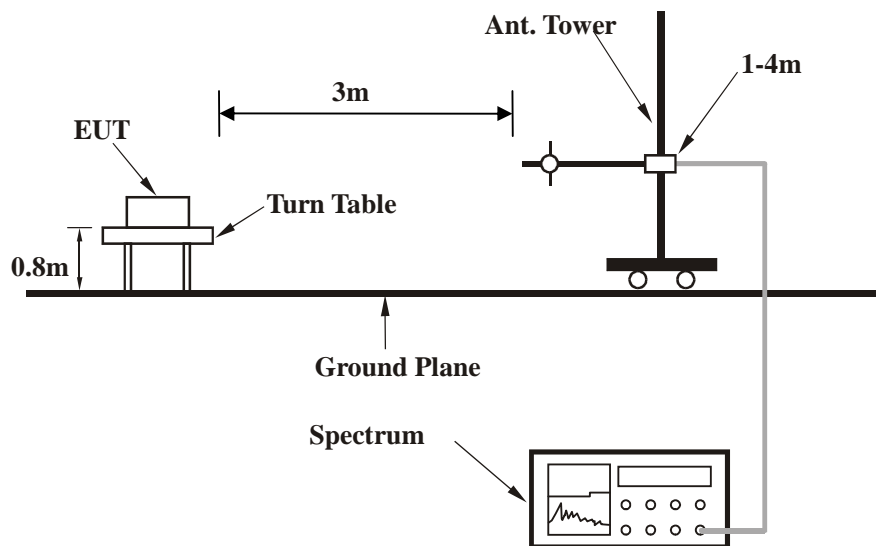 Ant. Tower
1-4m
3m
EUT
Turn Table
0.8m
Ground Plane
Spectrum